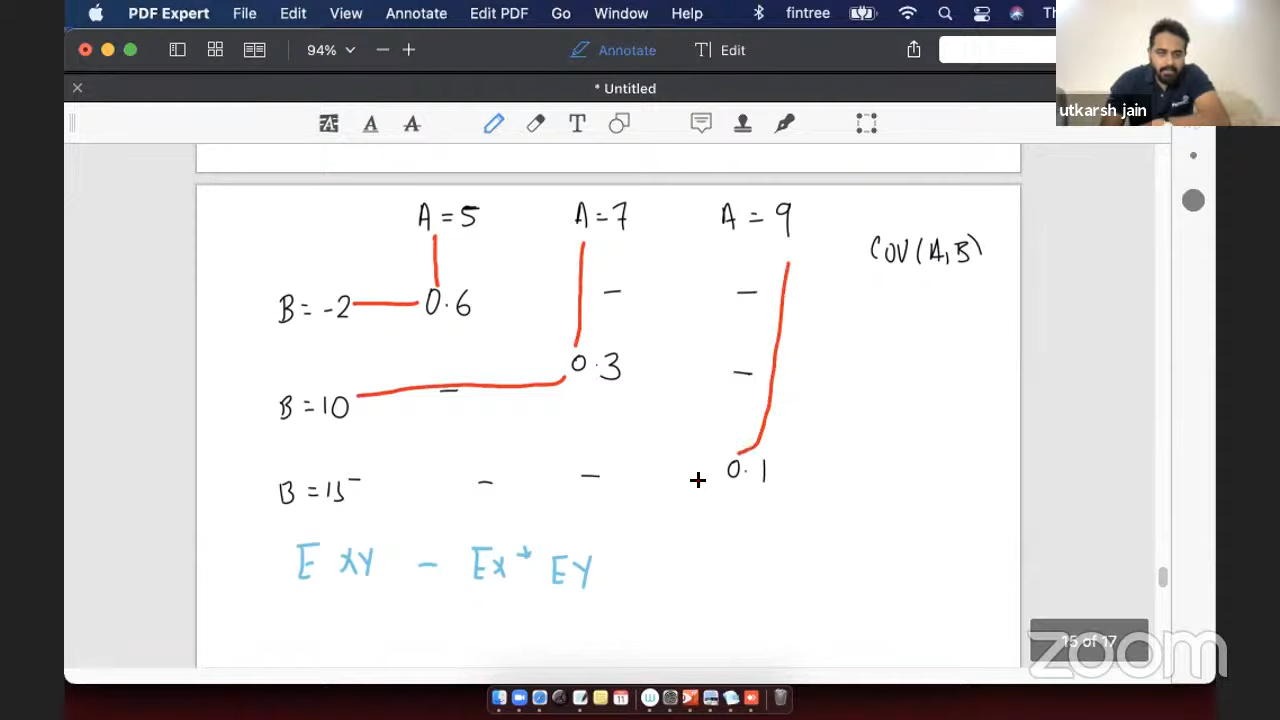 PDF Expert File Edit View Annotate Edit PDF Go Window Help fintree Th
94% Annotate T Edit
* Untitled
utkarsh jain
A = 5 A = 7 A = 9
COV(A,B)
B = -2 0.6 - -
B = 10 - 0.3 -
B = 15 - - 0.1
E XY - EX * EY
15 of 17
zoom